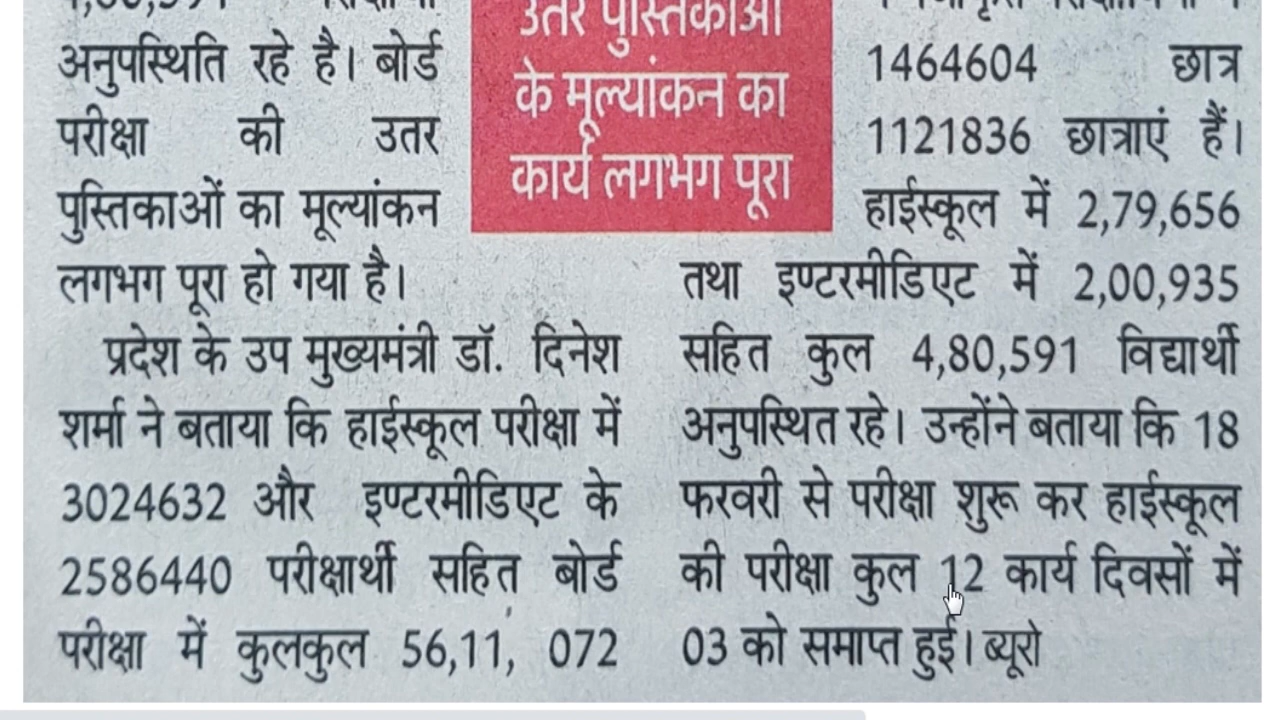 अनुपस्थिति रहे है। बोर्ड
परीक्षा की उतर
पुस्तिकाओं का मूल्यांकन
लगभग पूरा हो गया है।
प्रदेश के उप मुख्यमंत्री डॉ. दिनेश
शर्मा ने बताया कि हाईस्कूल परीक्षा में
3024632 और इण्टरमीडिएट के
2586440 परीक्षार्थी सहित बोर्ड
परीक्षा में कुलकुल 56,11, 072
उतर पुस्तिकाओं
के मूल्यांकन का
कार्य लगभग पूरा
1464604 छात्र
1121836 छात्राएं हैं।
हाईस्कूल में 2,79,656
तथा इण्टरमीडिएट में 2,00,935
सहित कुल 4,80,591 विद्यार्थी
अनुपस्थित रहे। उन्होंने बताया कि 18
फरवरी से परीक्षा शुरू कर हाईस्कूल
की परीक्षा कुल 12 कार्य दिवसों में
03 को समाप्त हुई। ब्यूरो